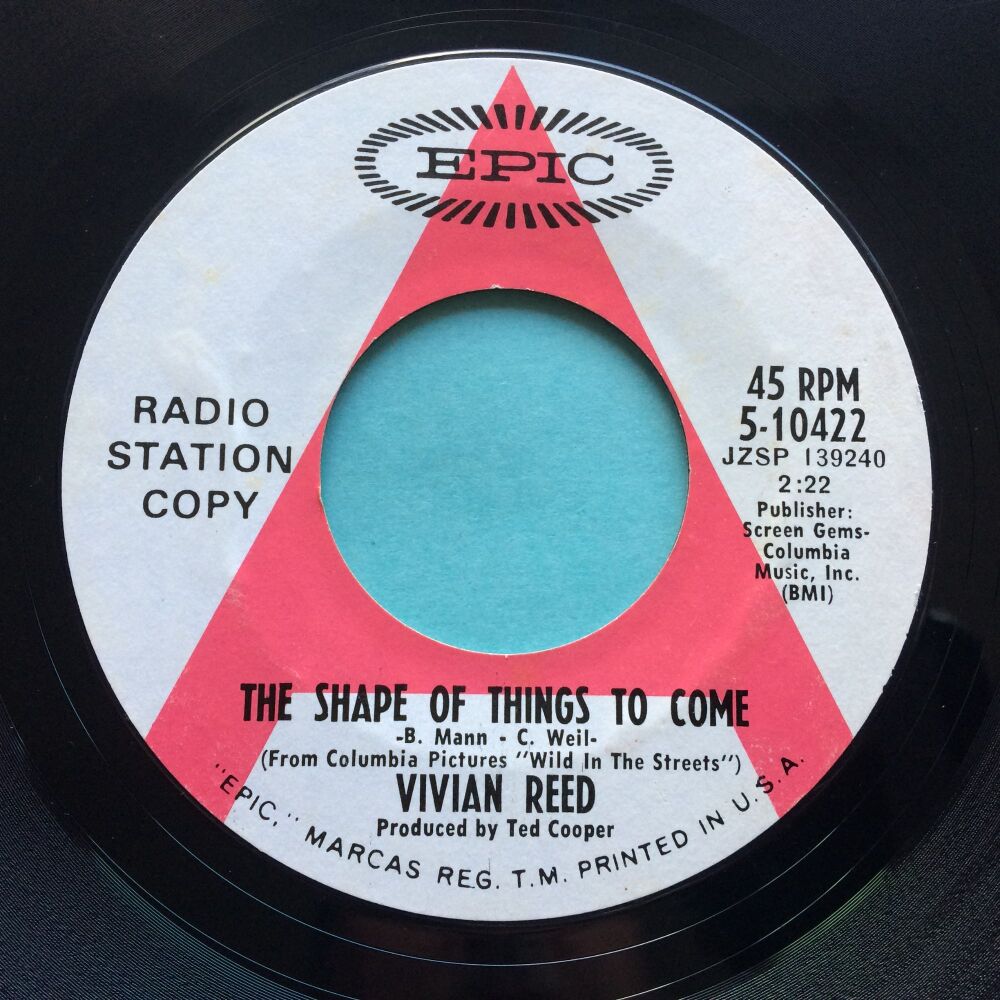 EPIC
RADIO
STATION
COPY
45 RPM
5-10422
JZSP 139240
2:22
Publisher:
Screen Gems-
Columbia
Music, Inc.
(BMI)
THE SHAPE OF THINGS TO COME
-B. Mann - C. Weil-
(From Columbia Pictures "Wild In The Streets")
VIVIAN REED
Produced by Ted Cooper
"EPIC," MARCAS REG. T.M. PRINTED IN U.S.A.